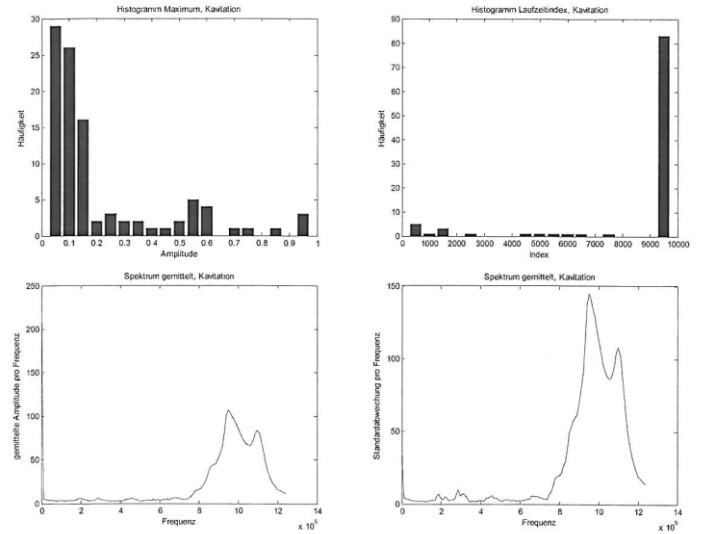 Histogramm Maximum, Kavitation
30
25
20
15
10
5
0
0 0.1 0.2 0.3 0.4 0.5 0.6 0.7 0.8 0.9 1
Häufigkeit
Amplitude
Histogramm Laufzeitindex, Kavitation
90
80
70
60
50
40
30
20
10
0
0 1000 2000 3000 4000 5000 6000 7000 8000 9000 10000
Häufigkeit
Index
Spektrum gemittelt, Kavitation
250
200
150
100
50
0
0 2 4 6 8 10 12 14
gemittelte Amplitude pro Frequenz
Frequenz
x 10⁵
Spektrum gemittelt, Kavitation
150
100
50
0
0 2 4 6 8 10 12 14
Standardabweichung pro Frequenz
Frequenz
x 10⁵